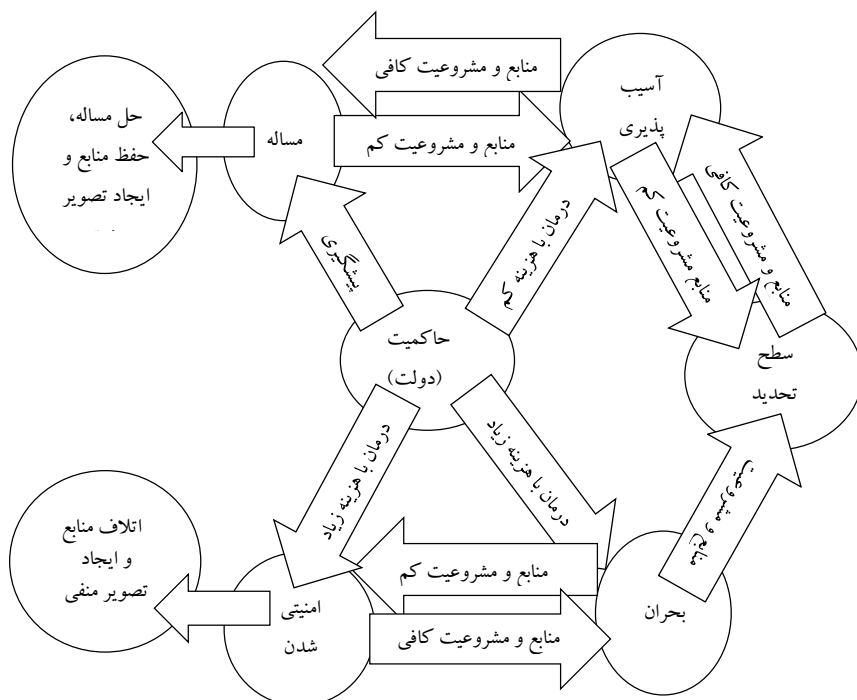 آسیب
پذیری
منابع و مشروعیت کافی
مساله
منابع و مشروعیت کم
حل مساله،
حفظ منابع و
ایجاد تصویر
منابع و مشروعیت کافی
منابع مشروعیت کم
درمان با هزینه کم
پیشگیری
حاکمیت
(دولت)
سطح
تحدید
درمان با هزینه زیاد
درمان با هزینه زیاد
منابع و مشروعیت
اتلاف منابع
و ایجاد
تصویر منفی
منابع و مشروعیت کم
امنیتی
شدن
منابع و مشروعیت کافی
بحران